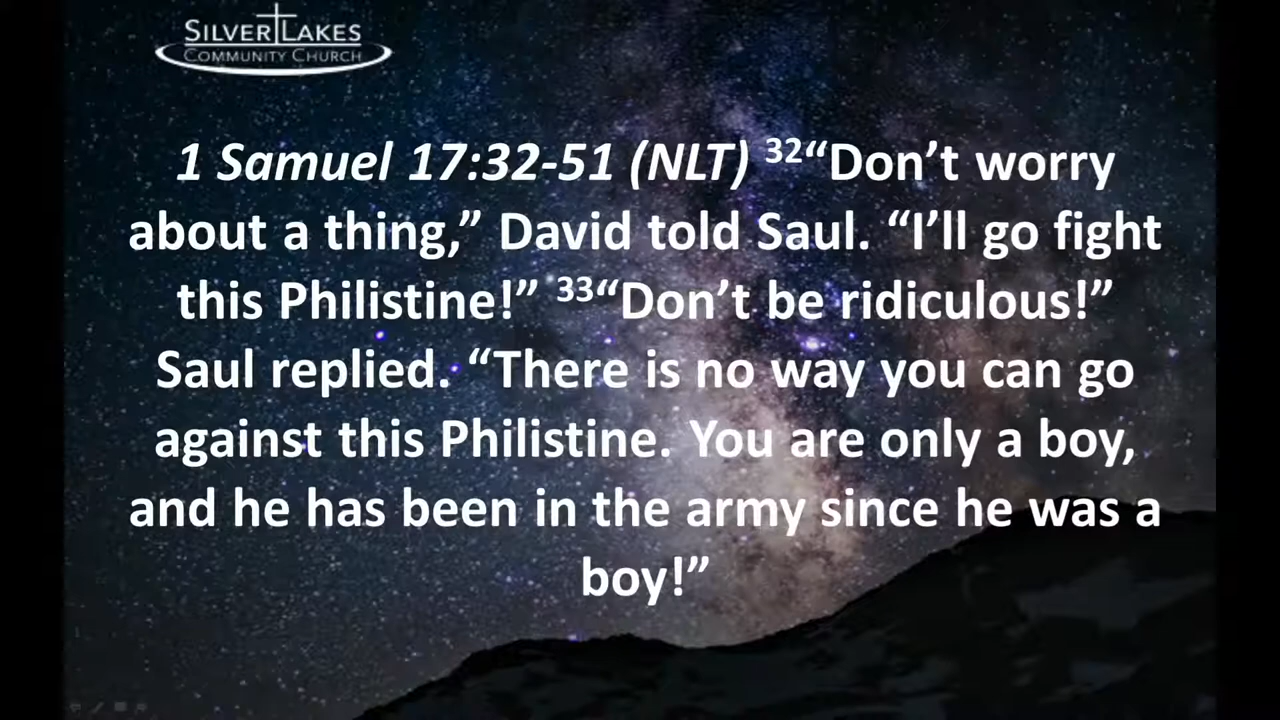 SILVER LAKES
COMMUNITY CHURCH
1 Samuel 17:32-51 (NLT) ³²“Don’t worry
about a thing,” David told Saul. “I’ll go fight
this Philistine!” ³³“Don’t be ridiculous!”
Saul replied. “There is no way you can go
against this Philistine. You are only a boy,
and he has been in the army since he was a
boy!”